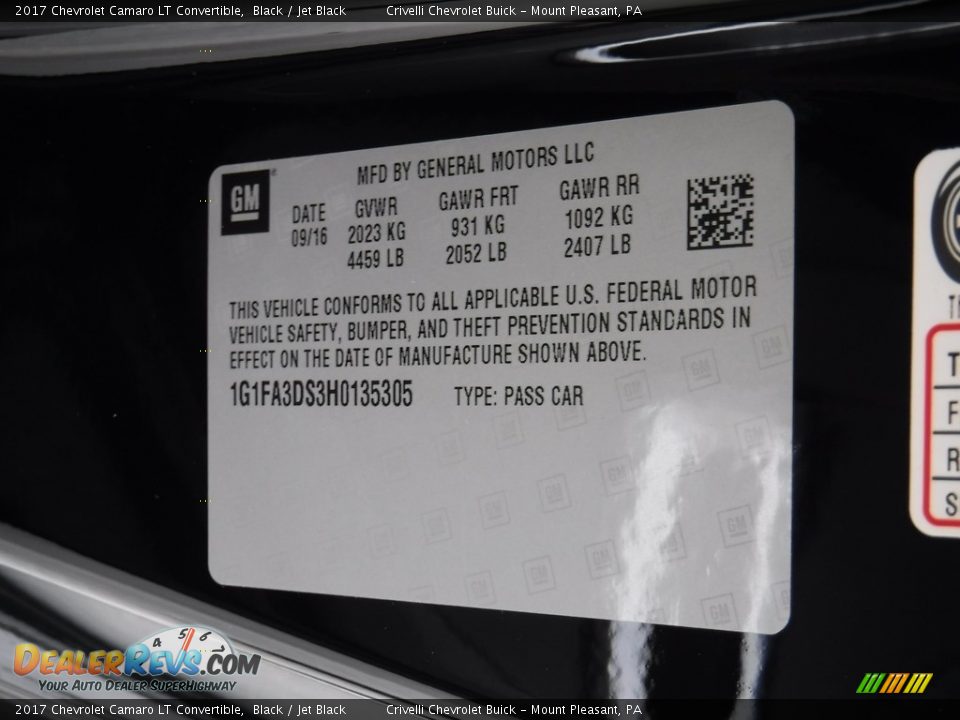 2017 Chevrolet Camaro LT Convertible, Black / Jet Black Crivelli Chevrolet Buick - Mount Pleasant, PA
GM
MFD BY GENERAL MOTORS LLC
DATE GVWR GAWR FRT GAWR RR
09/16 2023 KG 931 KG 1092 KG
4459 LB 2052 LB 2407 LB
THIS VEHICLE CONFORMS TO ALL APPLICABLE U.S. FEDERAL MOTOR
VEHICLE SAFETY, BUMPER, AND THEFT PREVENTION STANDARDS IN
EFFECT ON THE DATE OF MANUFACTURE SHOWN ABOVE.
1G1FA3DS3H0135305 TYPE: PASS CAR
4 5 6
DEALERREVS.COM
YOUR AUTO DEALER SUPERHIGHWAY
2017 Chevrolet Camaro LT Convertible, Black / Jet Black Crivelli Chevrolet Buick - Mount Pleasant, PA